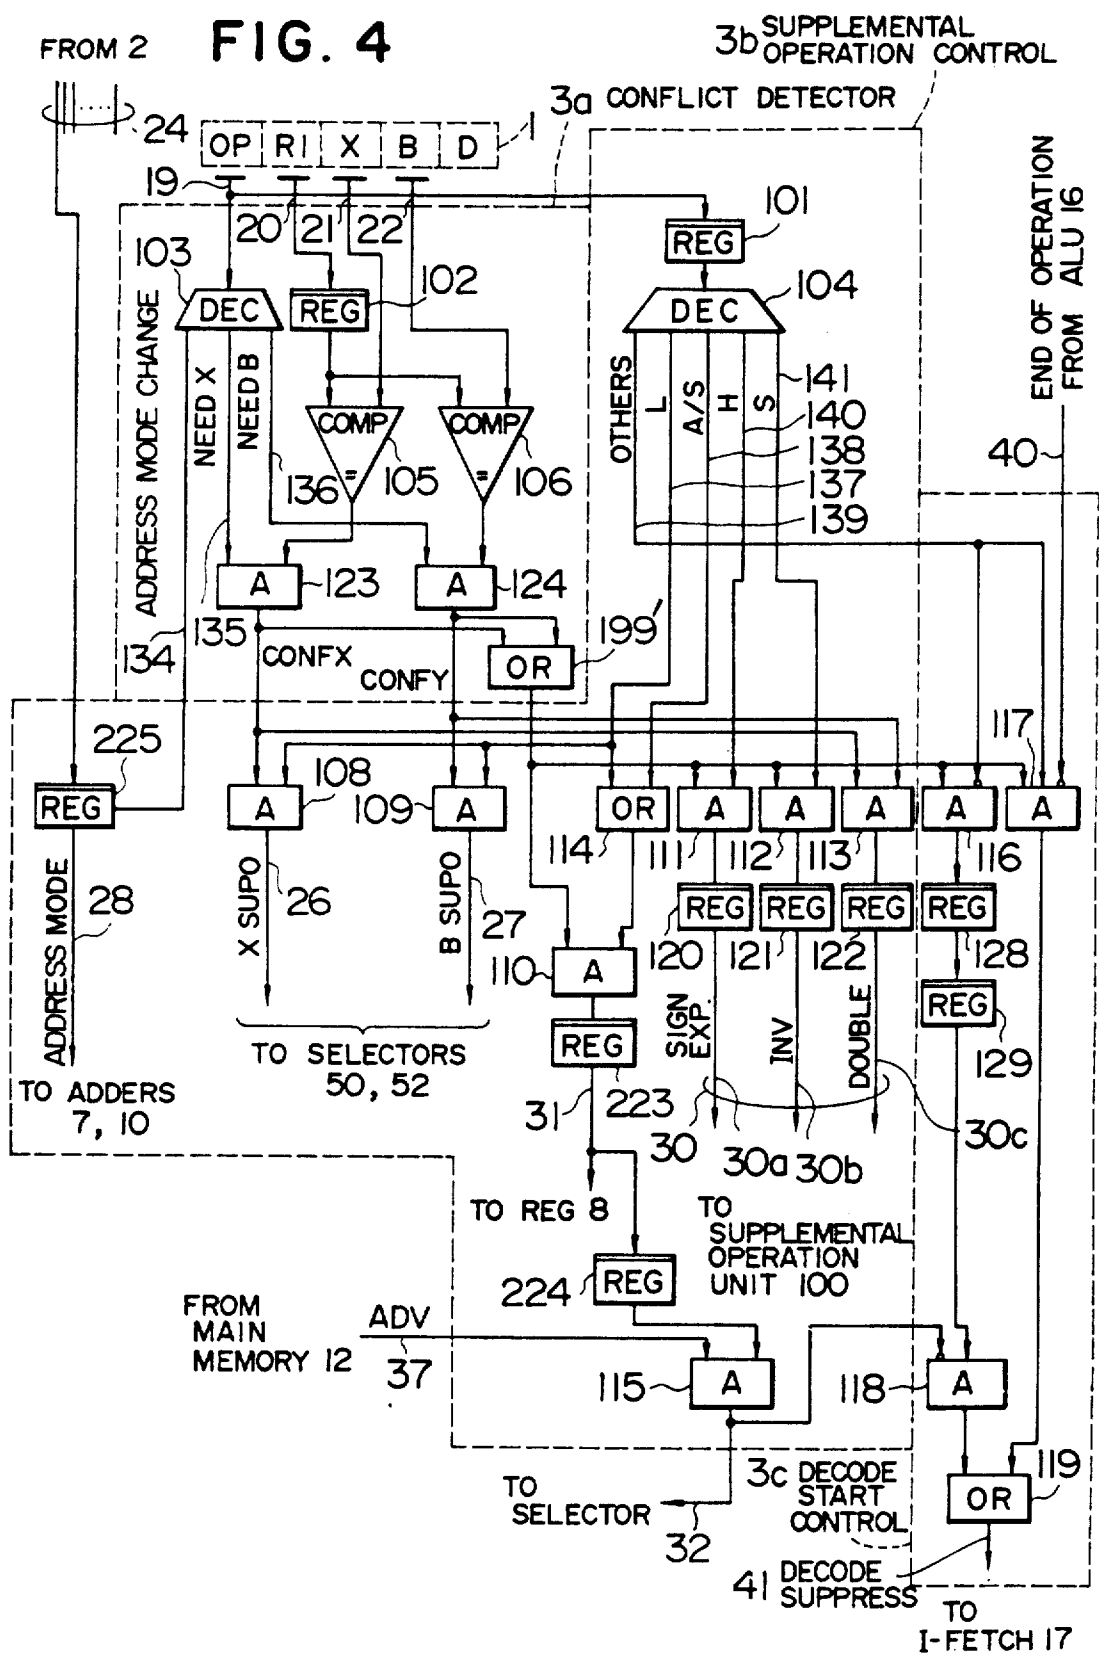 FIG. 4
FROM 2
24
3b SUPPLEMENTAL
OPERATION CONTROL
3a CONFLICT DETECTOR
OP R1 X B D
1
19
20
21
22
101
REG
103
DEC
REG
102
104
DEC
END OF OPERATION
FROM ALU 16
ADDRESS MODE CHANGE
NEED X
NEED B
OTHERS
L
A/S
H
S
141
140
138
137
139
40
COMP
=
105
COMP
=
106
136
A
123
A
124
135
134
CONFX
CONFY
OR
199'
225
REG
A
108
109
A
OR
114
A
111
A
112
A
113
A
116
117
A
ADDRESS MODE
28
X SUPO
26
B SUPO
27
REG
120
REG
121
REG
122
REG
128
110
A
REG
129
SIGN
EXP.
INV
DOUBLE
REG
223
TO SELECTORS
50, 52
TO ADDERS
7, 10
31
30
30a
30b
30c
TO REG 8
TO
SUPPLEMENTAL
OPERATION
UNIT 100
224
REG
FROM
MAIN
MEMORY 12
ADV
37
115
A
118
A
TO
SELECTOR
32
3c DECODE
START
CONTROL
OR
119
41 DECODE
SUPPRESS
TO
I-FETCH 17